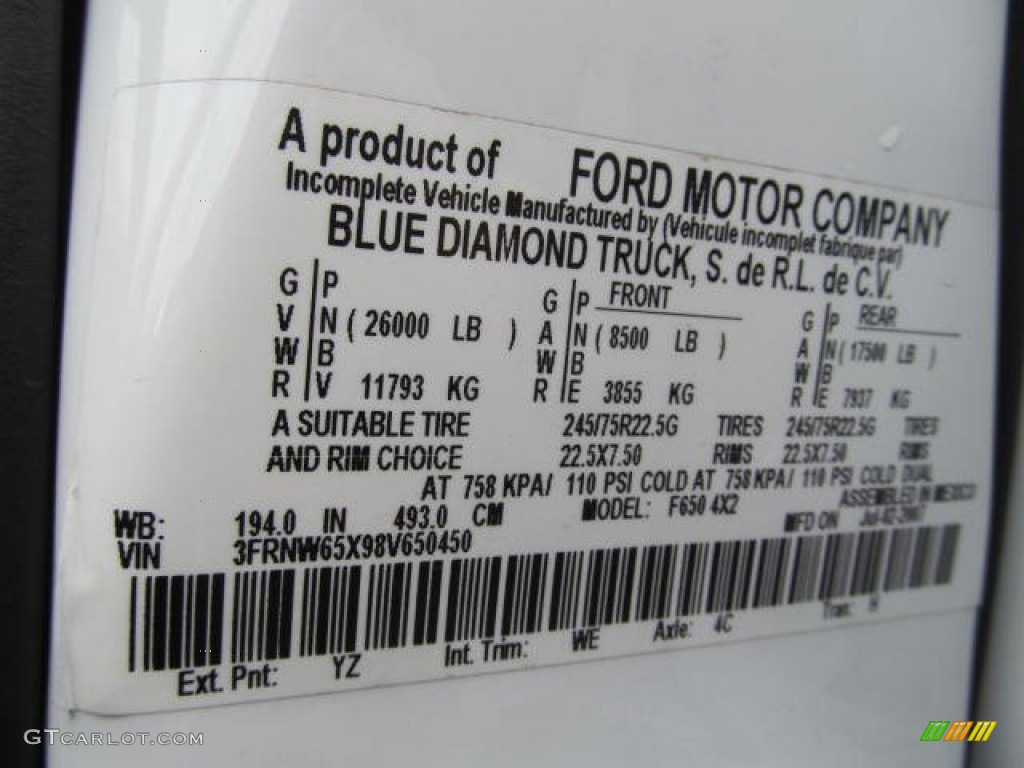 A product of FORD MOTOR COMPANY
Incomplete Vehicle Manufactured by (Vehicule incomplet fabrique par)
BLUE DIAMOND TRUCK, S. de R.L. de C.V.
G P G P FRONT G P REAR
V N ( 26000 LB ) A N ( 8500 LB ) A N ( 17500 LB )
W B W B W B
R V 11793 KG R E 3855 KG R E 7937 KG
A SUITABLE TIRE 245/75R22.5G TIRES 245/75R22.5G TIRES
AND RIM CHOICE 22.5X7.50 RIMS 22.5X7.50 RIMS
AT 758 KPA/ 110 PSI COLD AT 758 KPA/ 110 PSI COLD DUAL
ASSEMBLED IN MEXICO
WB: 194.0 IN 493.0 CM MODEL: F650 4X2 MFD ON Jul-02-2007
VIN 3FRNW65X98V650450
Ext. Pnt: YZ Int. Trim: WE Axle: 4C Tran: H
GTCARLOT.COM